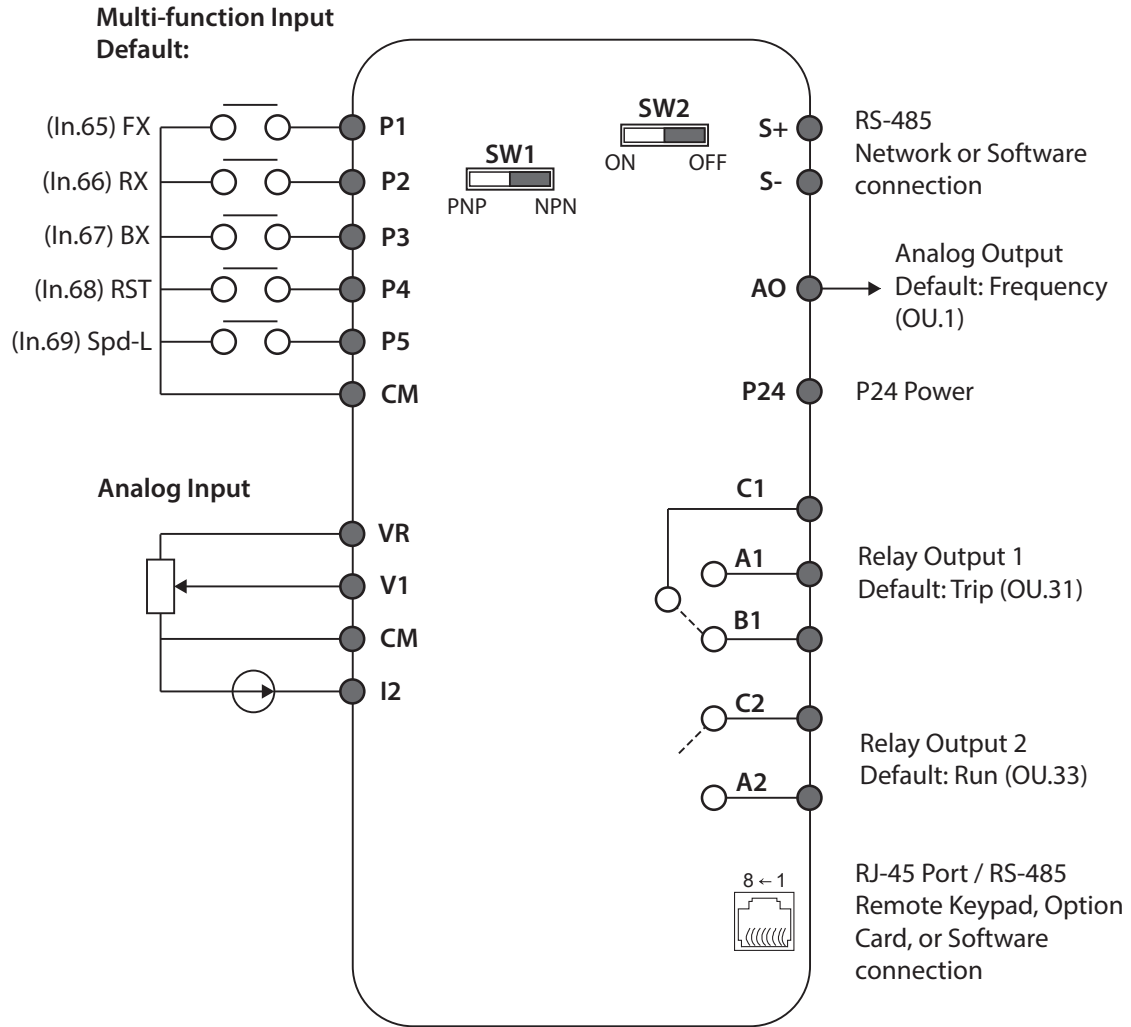 Multi-function Input
Default:
(In.65) FX
P1
(In.66) RX
P2
(In.67) BX
P3
(In.68) RST
P4
(In.69) Spd-L
P5
CM
SW1
PNP NPN
SW2
ON OFF
S+
S-
RS-485
Network or Software
connection
AO
Analog Output
Default: Frequency
(OU.1)
P24
P24 Power
Analog Input
VR
V1
CM
I2
C1
A1
B1
Relay Output 1
Default: Trip (OU.31)
C2
A2
Relay Output 2
Default: Run (OU.33)
8 ← 1
RJ-45 Port / RS-485
Remote Keypad, Option
Card, or Software
connection